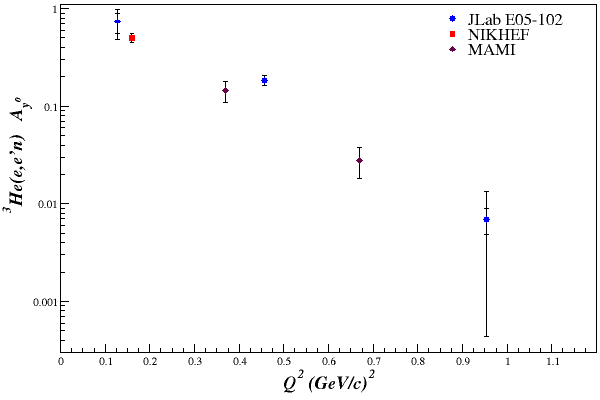 1
0.1
0.01
0.001
³He(e,e'n) A_y⁰
JLab E05-102
NIKHEF
MAMI
0 0.1 0.2 0.3 0.4 0.5 0.6 0.7 0.8 0.9 1 1.1
Q² (GeV/c)²